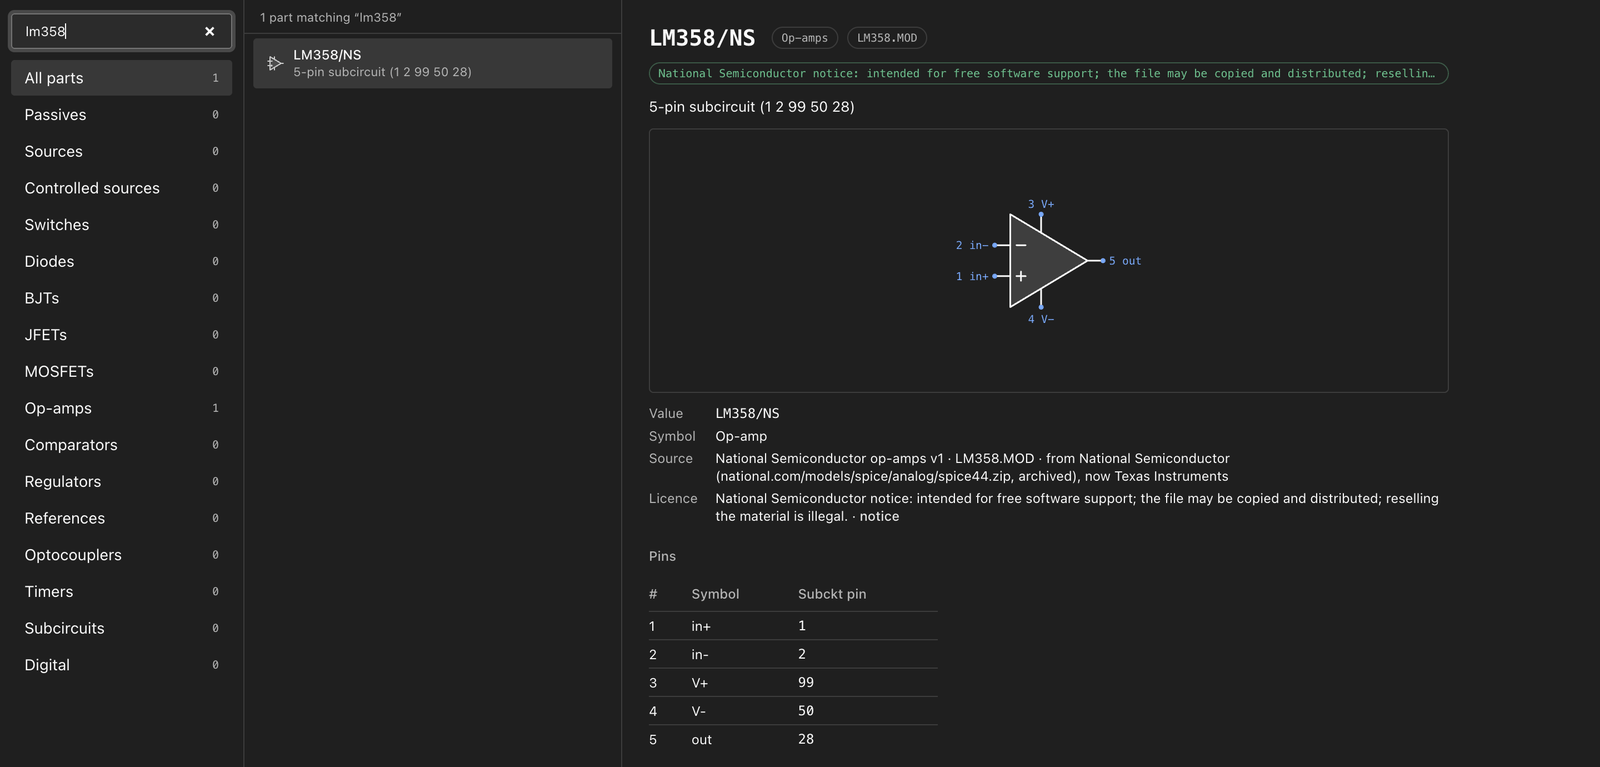 lm358
All parts 1
Passives 0
Sources 0
Controlled sources 0
Switches 0
Diodes 0
BJTs 0
JFETs 0
MOSFETs 0
Op-amps 1
Comparators 0
Regulators 0
References 0
Optocouplers 0
Timers 0
Subcircuits 0
Digital 0
1 part matching “lm358”
LM358/NS
5-pin subcircuit (1 2 99 50 28)
LM358/NS Op-amps LM358.MOD
National Semiconductor notice: intended for free software support; the file may be copied and distributed; resellin…
5-pin subcircuit (1 2 99 50 28)
3 V+
2 in−
1 in+
5 out
4 V−
Value LM358/NS
Symbol Op-amp
Source National Semiconductor op-amps v1 · LM358.MOD · from National Semiconductor
(national.com/models/spice/analog/spice44.zip, archived), now Texas Instruments
Licence National Semiconductor notice: intended for free software support; the file may be copied and distributed; reselling
the material is illegal. · notice
Pins
# Symbol Subckt pin
1 in+ 1
2 in- 2
3 V+ 99
4 V- 50
5 out 28